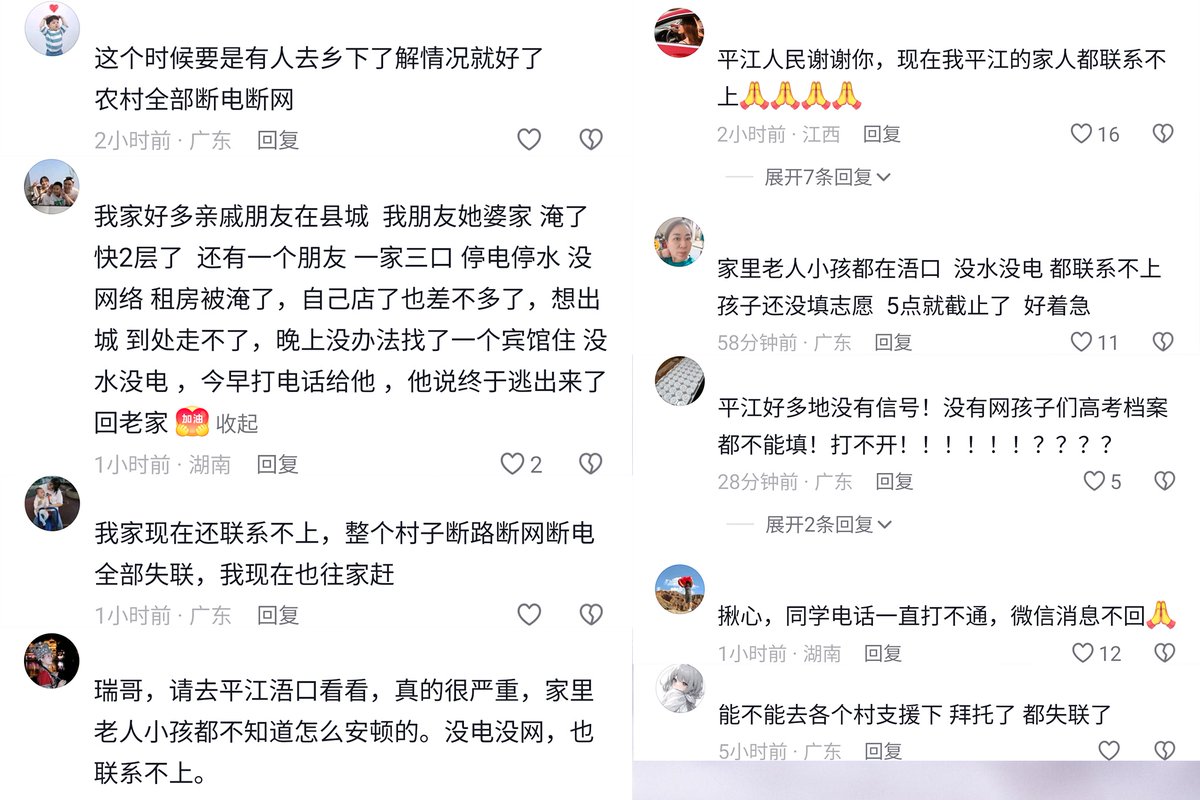 这个时候要是有人去乡下了解情况就好了
农村全部断电断网
2小时前 · 广东 回复
我家好多亲戚朋友在县城 我朋友她婆家 淹了
快2层了 还有一个朋友 一家三口 停电停水 没
网络 租房被淹了，自己店了也差不多了，想出
城 到处走不了，晚上没办法找了一个宾馆住 没
水没电 ，今早打电话给他 ，他说终于逃出来了
回老家 加油 收起
1小时前 · 湖南 回复 2
我家现在还联系不上，整个村子断路断网断电
全部失联，我现在也往家赶
1小时前 · 广东 回复
瑞哥，请去平江浯口看看，真的很严重，家里
老人小孩都不知道怎么安顿的。没电没网，也
联系不上。
平江人民谢谢你，现在我平江的家人都联系不
上🙏🙏🙏🙏
2小时前 · 江西 回复 16
展开7条回复
家里老人小孩都在浯口 没水没电 都联系不上
孩子还没填志愿 5点就截止了 好着急
58分钟前 · 广东 回复 11
平江好多地没有信号！没有网孩子们高考档案
都不能填！打不开！！！！！！？？？？
28分钟前 · 广东 回复 5
展开2条回复
揪心，同学电话一直打不通，微信消息不回🙏
1小时前 · 湖南 回复 12
能不能去各个村支援下 拜托了 都失联了
5小时前 · 广东 回复